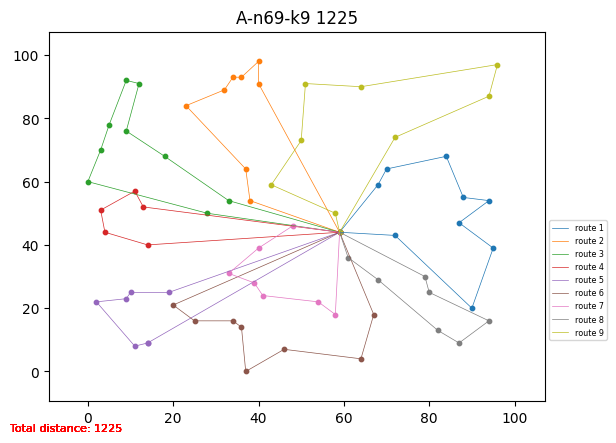 A-n69-k9 1225
100
80
60
40
20
0
0 20 40 60 80 100
route 1
route 2
route 3
route 4
route 5
route 6
route 7
route 8
route 9
Total distance: 1225